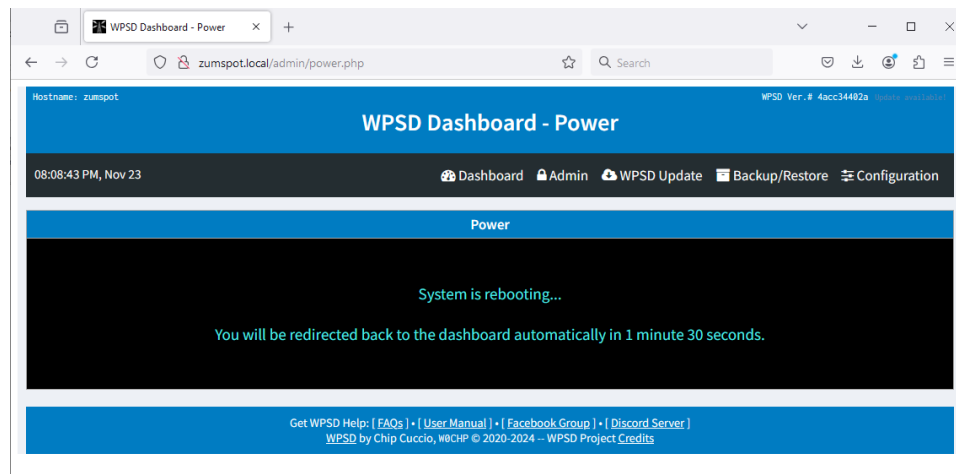 WPSD Dashboard - Power
zumspot.local/admin/power.php
Search
Hostname: zumspot
WPSD Ver.# 4acc34402a Update available!
WPSD Dashboard - Power
08:08:43 PM, Nov 23
Dashboard Admin WPSD Update Backup/Restore Configuration
Power
System is rebooting...
You will be redirected back to the dashboard automatically in 1 minute 30 seconds.
Get WPSD Help: [ FAQs ] • [ User Manual ] • [ Facebook Group ] • [ Discord Server ]
WPSD by Chip Cuccio, W0CHP © 2020-2024 -- WPSD Project Credits